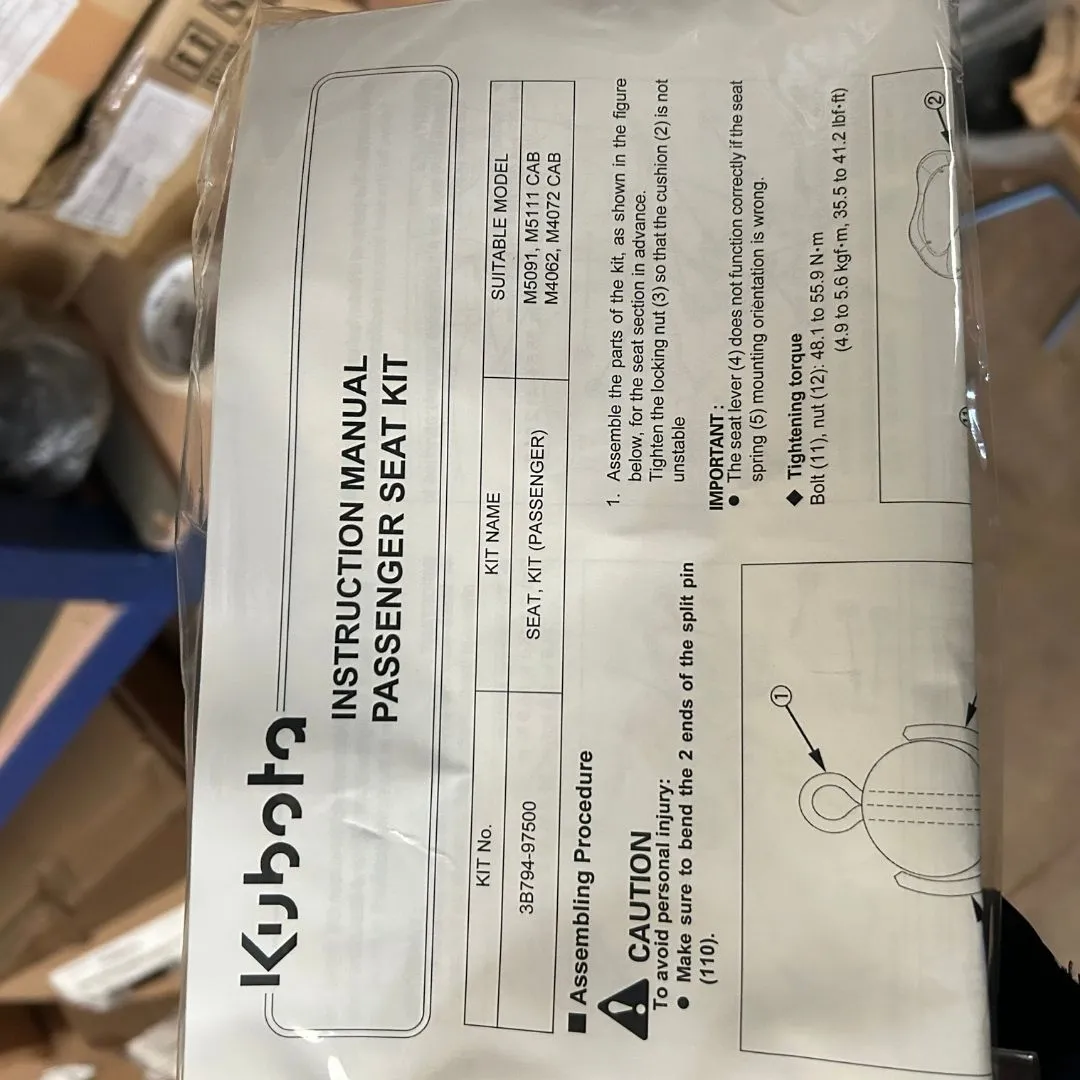 Kubota
INSTRUCTION MANUAL
PASSENGER SEAT KIT
KIT No. KIT NAME SUITABLE MODEL
3B794-97500 SEAT, KIT (PASSENGER) M5091, M5111 CAB
M4062, M4072 CAB
■ Assembling Procedure
CAUTION
To avoid personal injury:
● Make sure to bend the 2 ends of the split pin
(110).
①
1. Assemble the parts of the kit, as shown in the figure
below, for the seat section in advance.
Tighten the locking nut (3) so that the cushion (2) is not
unstable
IMPORTANT :
● The seat lever (4) does not function correctly if the seat
spring (5) mounting orientation is wrong.
◆ Tightening torque
Bolt (11), nut (12): 48.1 to 55.9 N·m
(4.9 to 5.6 kgf·m, 35.5 to 41.2 lbf·ft)
②